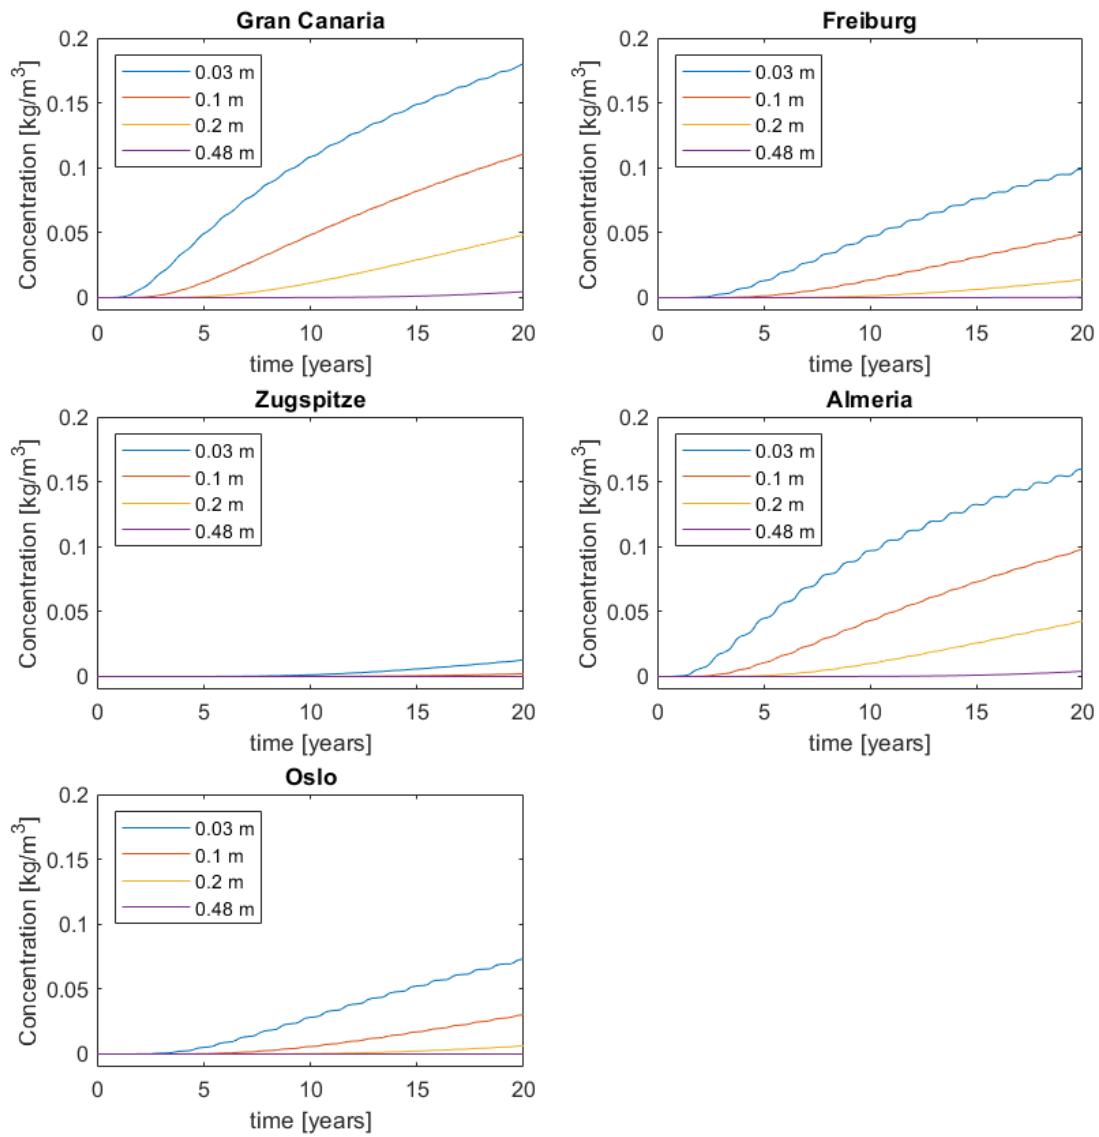 Gran Canaria
Concentration [kg/m³]
0.2
0.15
0.1
0.05
0
0.03 m
0.1 m
0.2 m
0.48 m
0 5 10 15 20
time [years]
Freiburg
Concentration [kg/m³]
0.2
0.15
0.1
0.05
0
0.03 m
0.1 m
0.2 m
0.48 m
0 5 10 15 20
time [years]
Zugspitze
Concentration [kg/m³]
0.2
0.15
0.1
0.05
0
0.03 m
0.1 m
0.2 m
0.48 m
0 5 10 15 20
time [years]
Almeria
Concentration [kg/m³]
0.2
0.15
0.1
0.05
0
0.03 m
0.1 m
0.2 m
0.48 m
0 5 10 15 20
time [years]
Oslo
Concentration [kg/m³]
0.2
0.15
0.1
0.05
0
0.03 m
0.1 m
0.2 m
0.48 m
0 5 10 15 20
time [years]